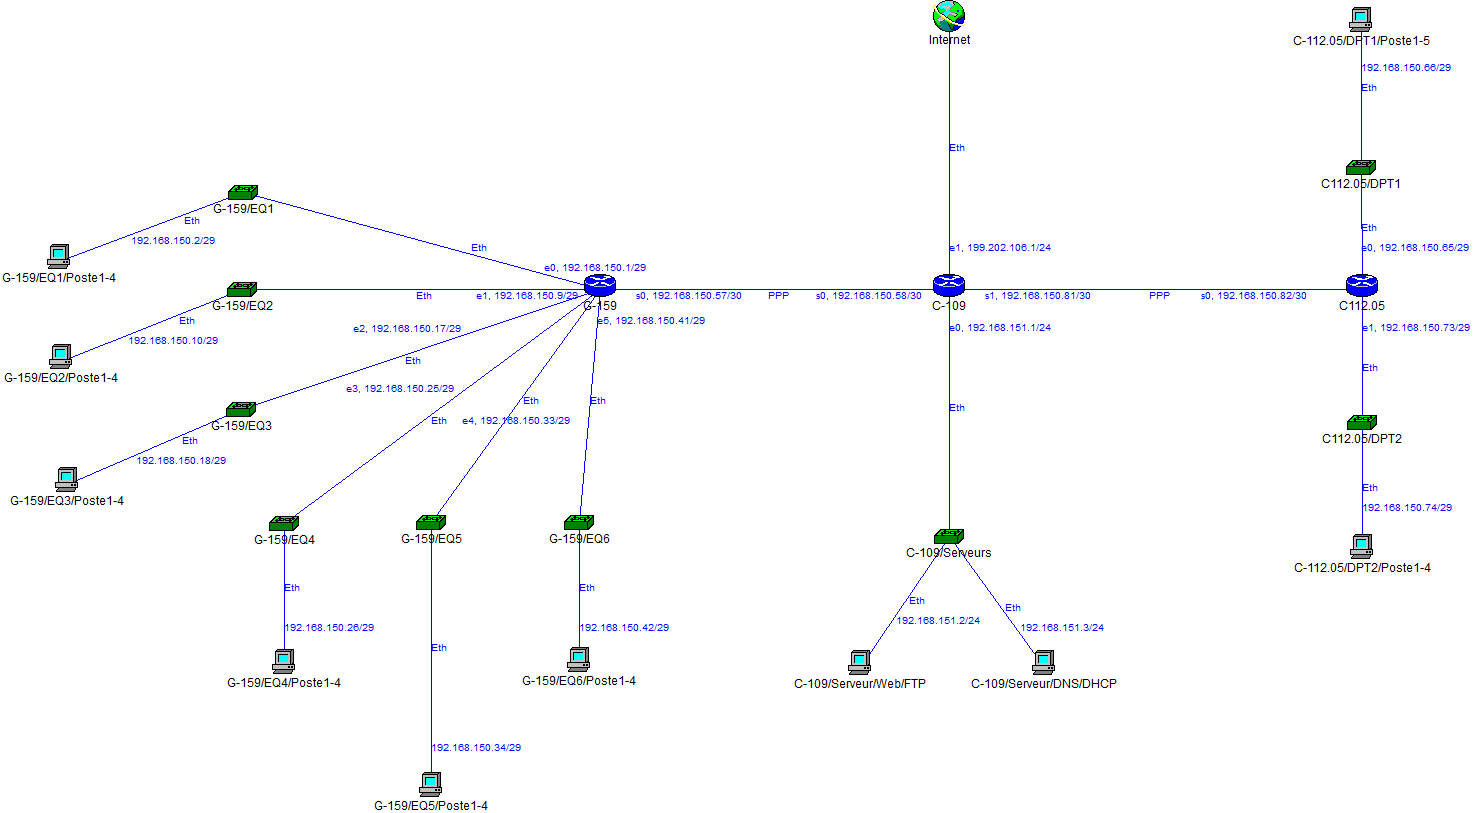 Internet
C-112.05/DPT1/Poste1-5
192.168.150.66/29
Eth
Eth
C112.05/DPT1
G-159/EQ1
Eth
192.168.150.2/29
Eth
Eth
e1, 199.202.106.1/24
e0, 192.168.150.65/29
G-159/EQ1/Poste1-4
e0, 192.168.150.1/29
G-159/EQ2
Eth
e1, 192.168.150.9/29
G-159
s0, 192.168.150.57/30
PPP
s0, 192.168.150.58/30
C-109
s1, 192.168.150.81/30
PPP
s0, 192.168.150.82/30
C112.05
Eth
192.168.150.10/29
e2, 192.168.150.17/29
e5, 192.168.150.41/29
e0, 192.168.151.1/24
e1, 192.168.150.73/29
G-159/EQ2/Poste1-4
Eth
Eth
e3, 192.168.150.25/29
Eth
Eth
Eth
G-159/EQ3
Eth
e4, 192.168.150.33/29
Eth
192.168.150.18/29
C112.05/DPT2
G-159/EQ3/Poste1-4
Eth
192.168.150.74/29
G-159/EQ4
G-159/EQ5
G-159/EQ6
C-109/Serveurs
C-112.05/DPT2/Poste1-4
Eth
Eth
Eth
Eth
192.168.150.26/29
192.168.150.42/29
192.168.151.2/24
192.168.151.3/24
Eth
G-159/EQ4/Poste1-4
G-159/EQ6/Poste1-4
C-109/Serveur/Web/FTP
C-109/Serveur/DNS/DHCP
192.168.150.34/29
G-159/EQ5/Poste1-4